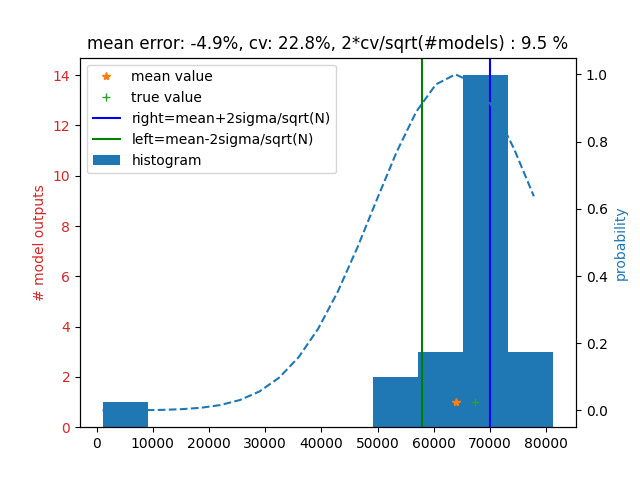 mean error: -4.9%, cv: 22.8%, 2*cv/sqrt(#models) : 9.5 %
mean value
true value
right=mean+2sigma/sqrt(N)
left=mean-2sigma/sqrt(N)
histogram
# model outputs
14
12
10
8
6
4
2
0
1.0
0.8
0.6
0.4
0.2
0.0
probability
0 10000 20000 30000 40000 50000 60000 70000 80000